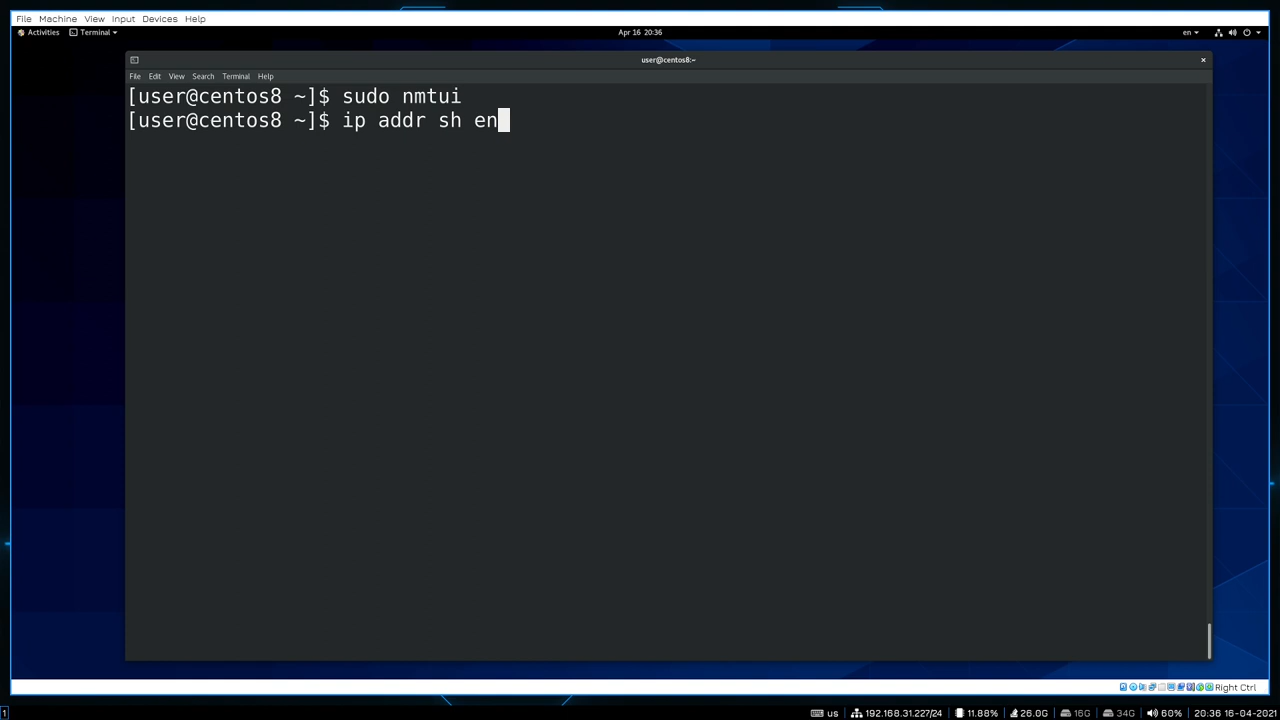 File Machine View Input Devices Help
Activities Terminal Apr 16 20:36 en
user@centos8:~
File Edit View Search Terminal Help
[user@centos8 ~]$ sudo nmtui
[user@centos8 ~]$ ip addr sh en
Right Ctrl
1 us 192.168.31.227/24 11.88% 26.0G 16G 34G 60% 20:36 16-04-2021